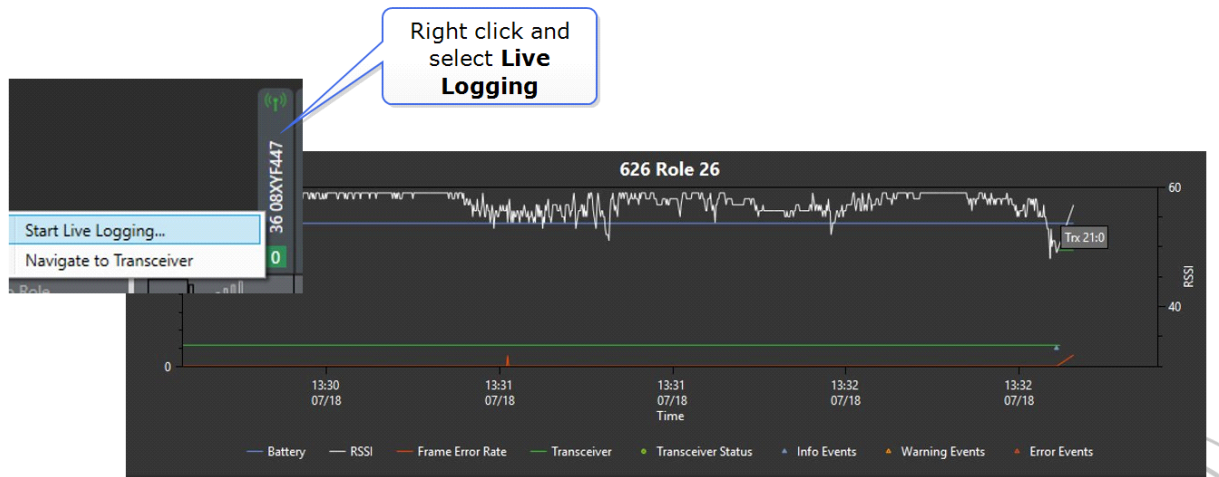 Right click and
select Live
Logging
36 08XYF447
0
Start Live Logging...
Navigate to Transceiver
Role
626 Role 26
60
Trx 21:0
RSSI
40
0
13:30
07/18
13:31
07/18
13:31
07/18
13:32
07/18
13:32
07/18
Time
Battery
RSSI
Frame Error Rate
Transceiver
Transceiver Status
Info Events
Warning Events
Error Events